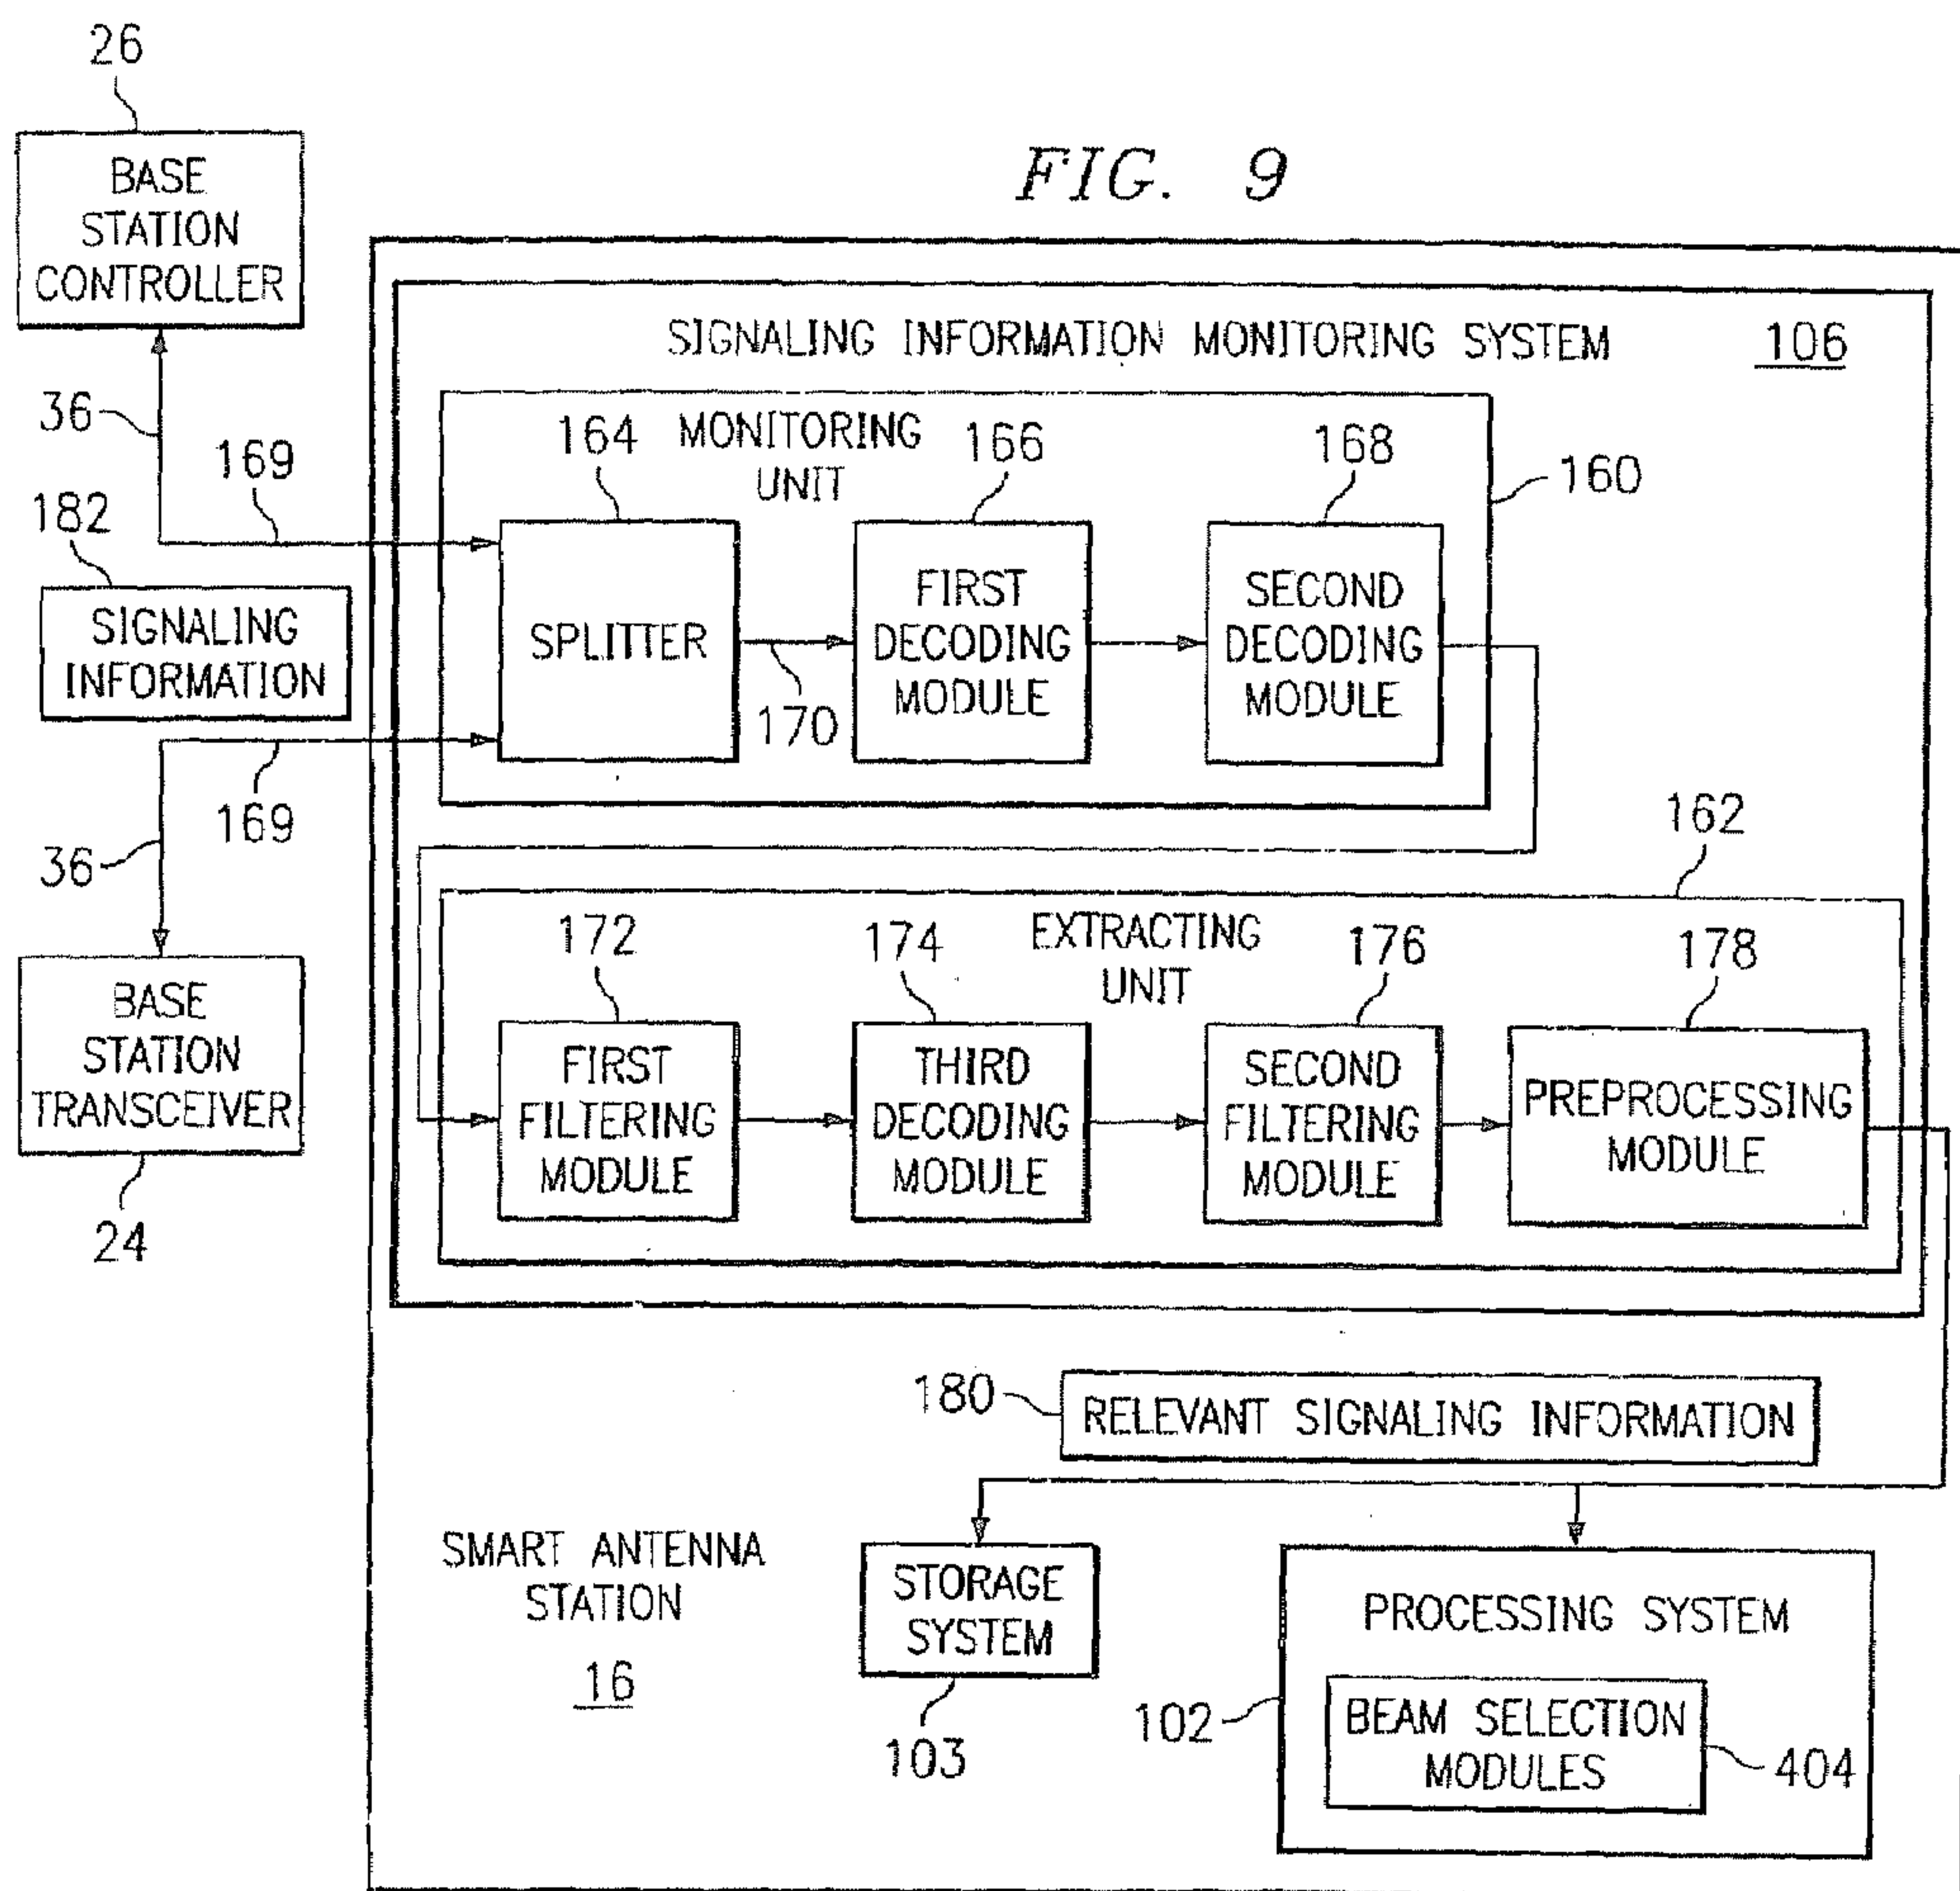 FIG. 9
26
BASE
STATION
CONTROLLER
36
169
182
SIGNALING
INFORMATION
169
36
BASE
STATION
TRANSCEIVER
24
SIGNALING INFORMATION MONITORING SYSTEM 106
MONITORING
UNIT
160
164
SPLITTER
170
166
FIRST
DECODING
MODULE
168
SECOND
DECODING
MODULE
162
EXTRACTING
UNIT
172
FIRST
FILTERING
MODULE
174
THIRD
DECODING
MODULE
176
SECOND
FILTERING
MODULE
178
PREPROCESSING
MODULE
180
RELEVANT SIGNALING INFORMATION
SMART ANTENNA
STATION
16
STORAGE
SYSTEM
103
PROCESSING SYSTEM
102
BEAM SELECTION
MODULES
404